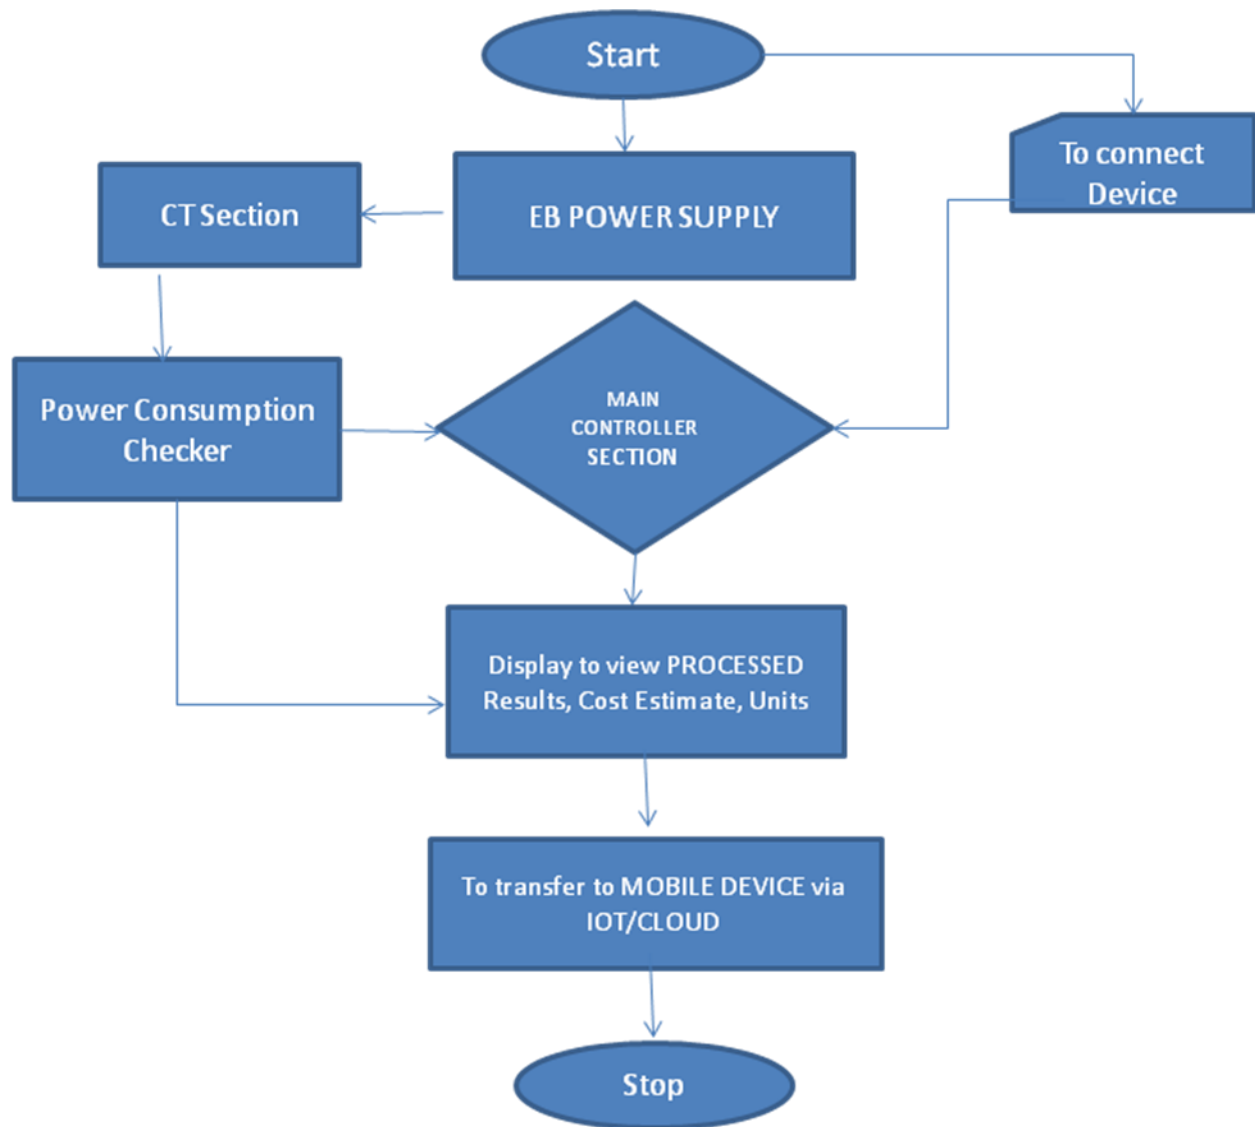 Start
To connect
Device
CT Section
EB POWER SUPPLY
Power Consumption
Checker
MAIN
CONTROLLER
SECTION
Display to view PROCESSED
Results, Cost Estimate, Units
To transfer to MOBILE DEVICE via
IOT/CLOUD
Stop